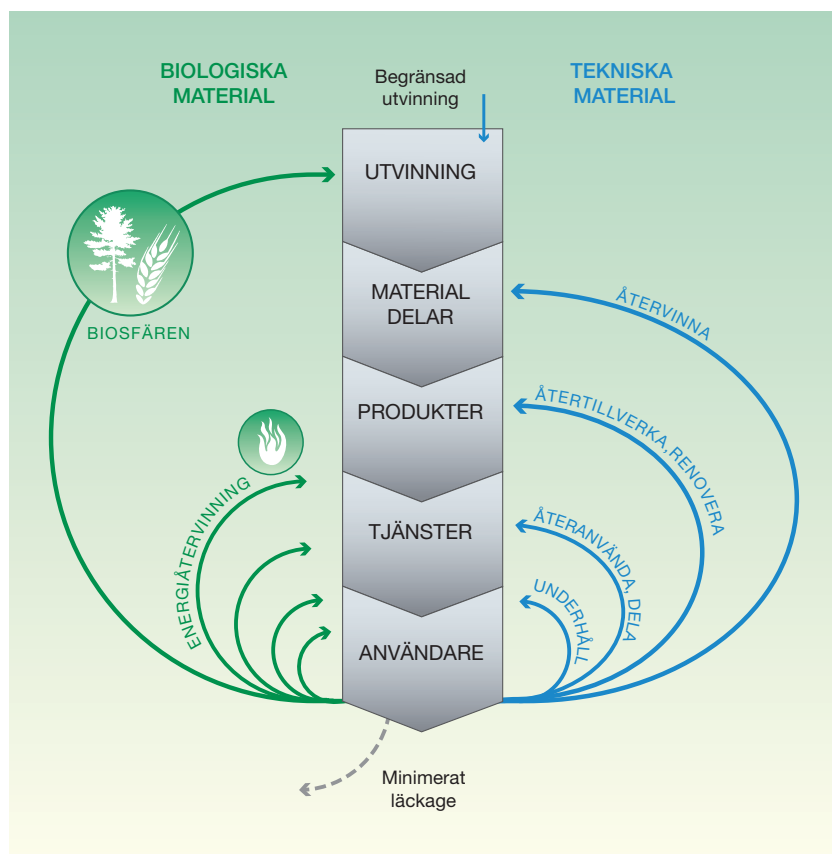 BIOLOGISKA
MATERIAL
Begränsad
utvinning
TEKNISKA
MATERIAL
UTVINNING
BIOSFÄREN
MATERIAL
DELAR
ÅTERVINNA
PRODUKTER
ÅTERTILLVERKA, RENOVERA
ENERGIÅTERVINNING
TJÄNSTER
ÅTERANVÄNDA, DELA
UNDERHÅLL
ANVÄNDARE
Minimerat
läckage